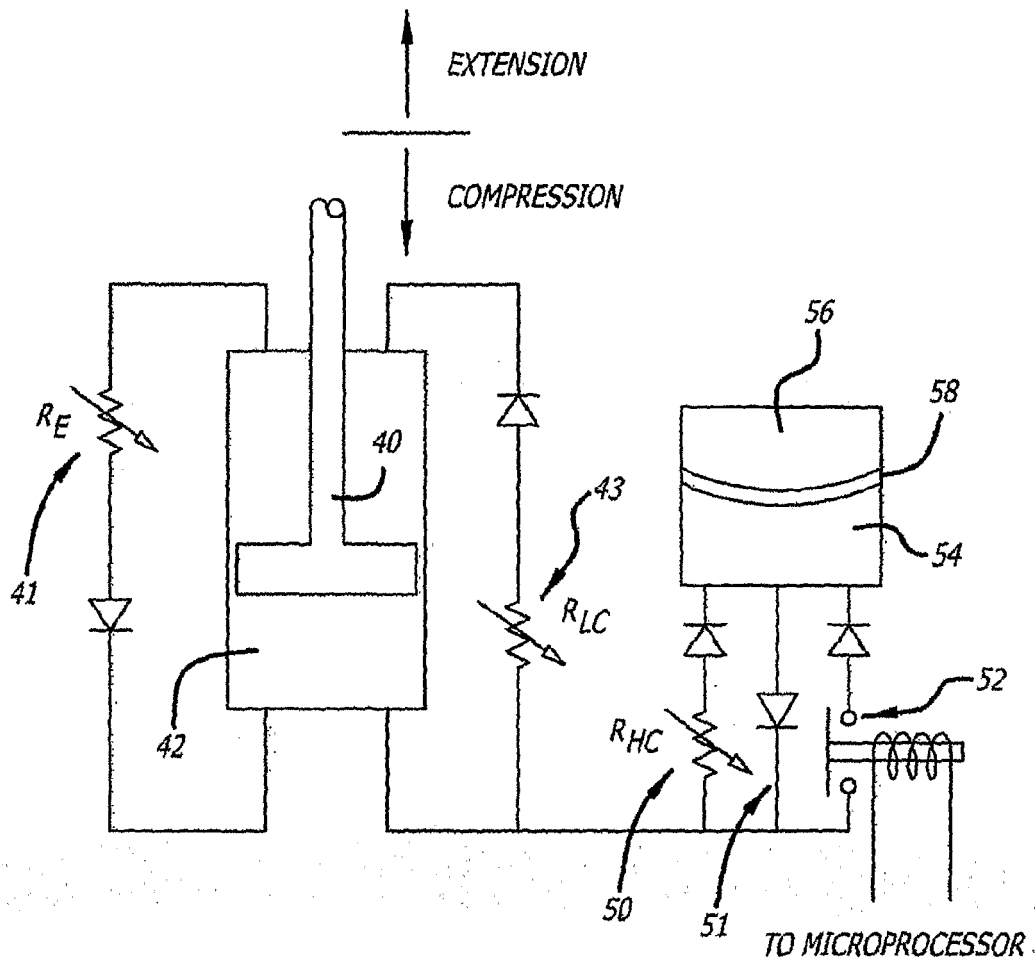 EXTENSION
COMPRESSION
56
58
R_E
40
43
54
41
R_LC
52
42
R_HC
50
51
TO MICROPROCESSOR